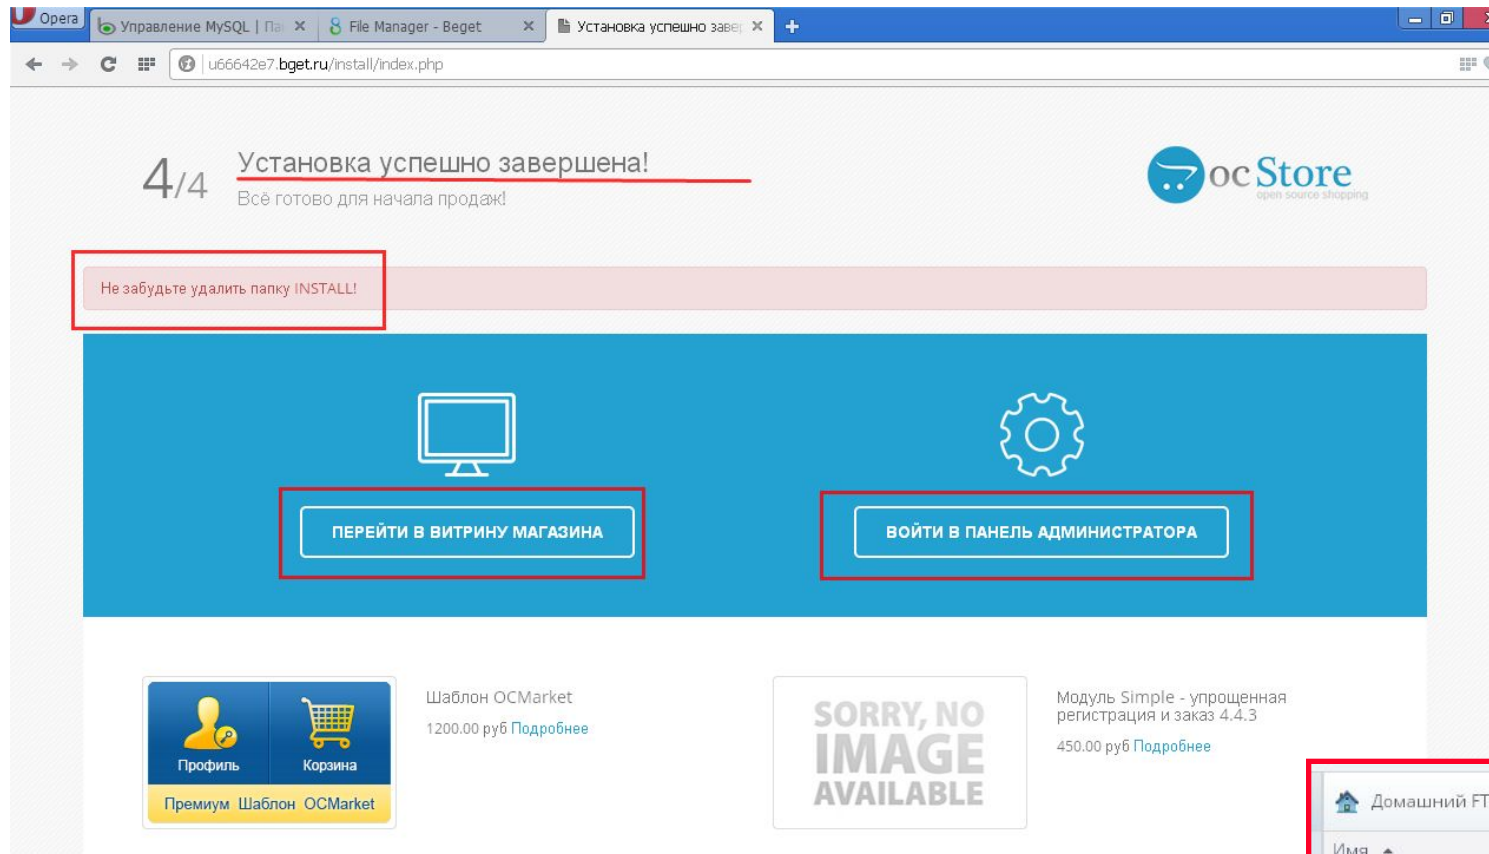 Opera
Управление MySQL | Па
File Manager - Beget
Установка успешно завер
u66642e7.bget.ru/install/index.php
4/4
Установка успешно завершена!
Всё готово для начала продаж!
ocStore
open source shopping
Не забудьте удалить папку INSTALL!
ПЕРЕЙТИ В ВИТРИНУ МАГАЗИНА
ВОЙТИ В ПАНЕЛЬ АДМИНИСТРАТОРА
Профиль
Корзина
Премиум Шаблон OCMarket
Шаблон OCMarket
1200.00 руб Подробнее
SORRY, NO
IMAGE
AVAILABLE
Модуль Simple - упрощенная
регистрация и заказ 4.4.3
450.00 руб Подробнее
Домашний FT
Имя